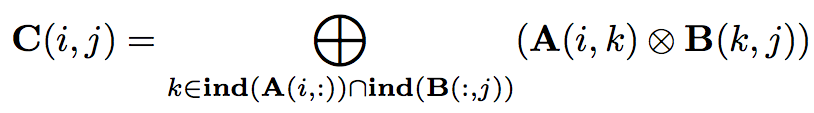 C(i, j) = ⨁ (A(i, k) ⊗ B(k, j))
k∈ind(A(i,:))∩ind(B(:,j))